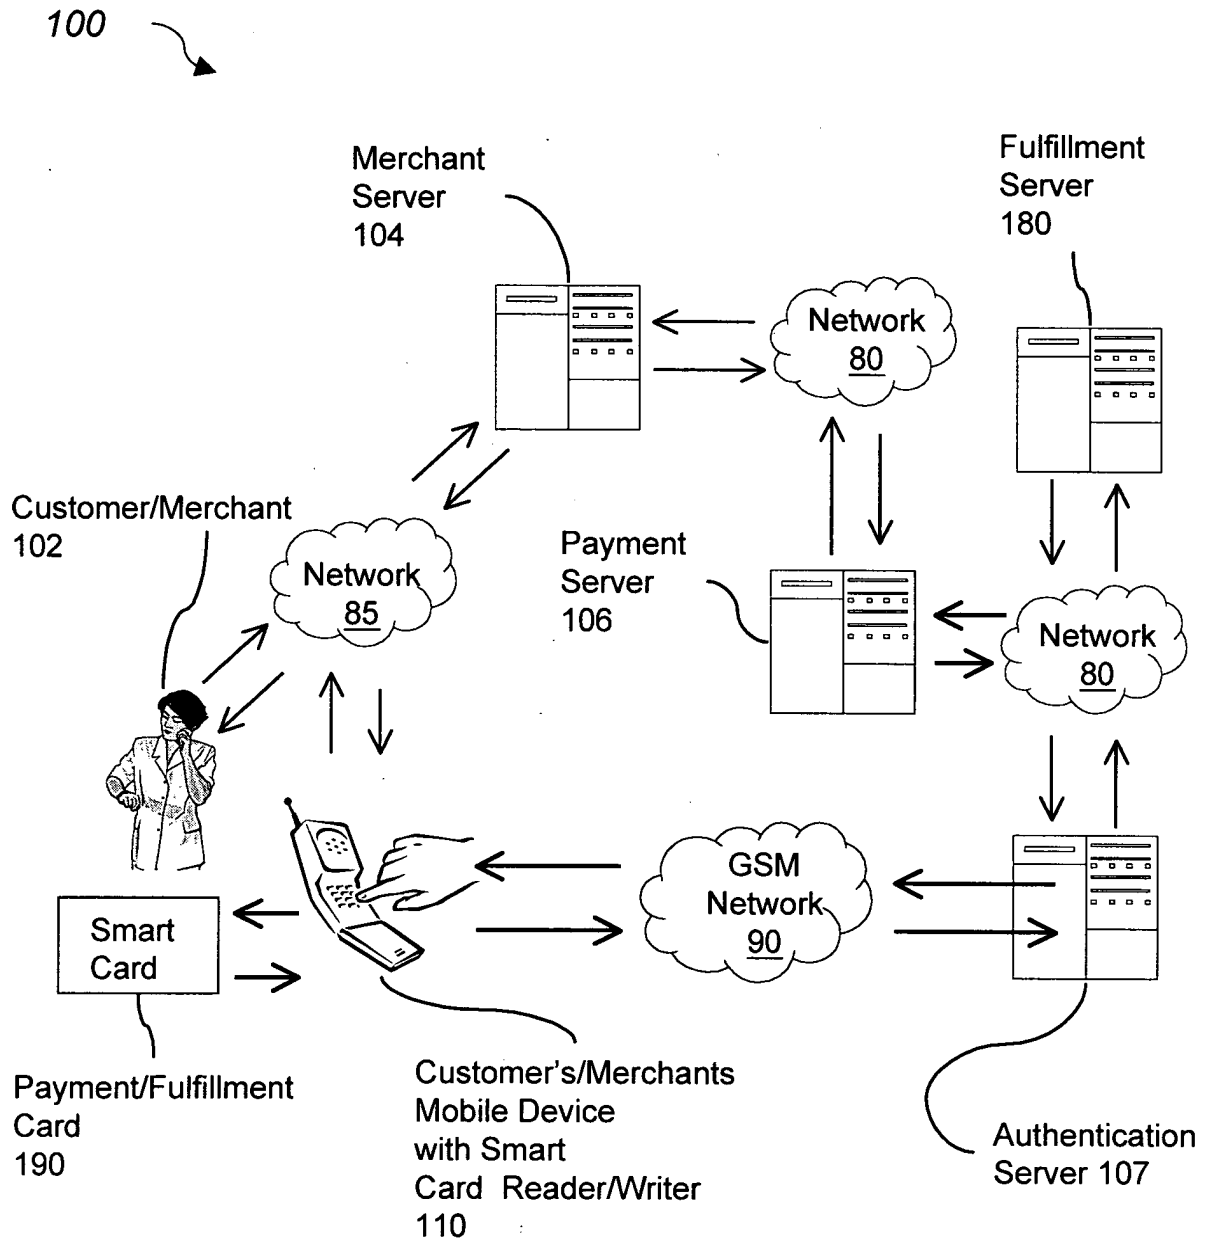 100
Merchant
Server
104
Fulfillment
Server
180
Network
80
Customer/Merchant
102
Network
85
Payment
Server
106
Network
80
GSM
Network
90
Smart
Card
Payment/Fulfillment
Card
190
Customer's/Merchants
Mobile Device
with Smart
Card Reader/Writer
110
Authentication
Server 107